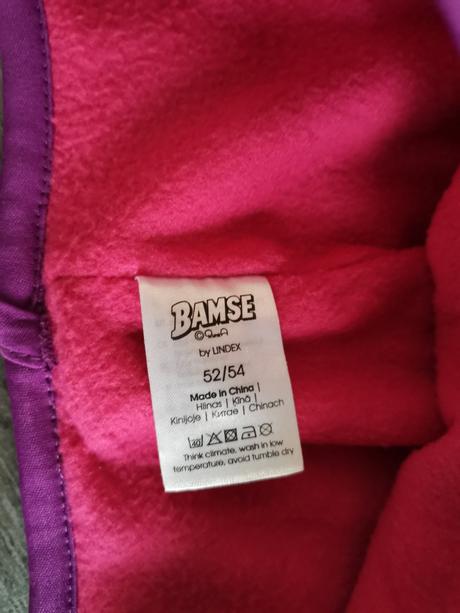 BAMSE
by LINDEX
52/54
Made in China |
Hiinas | Ķīnā |
Kinijoje | Китае | Chinach
Think climate, wash in low
temperature, avoid tumble dry